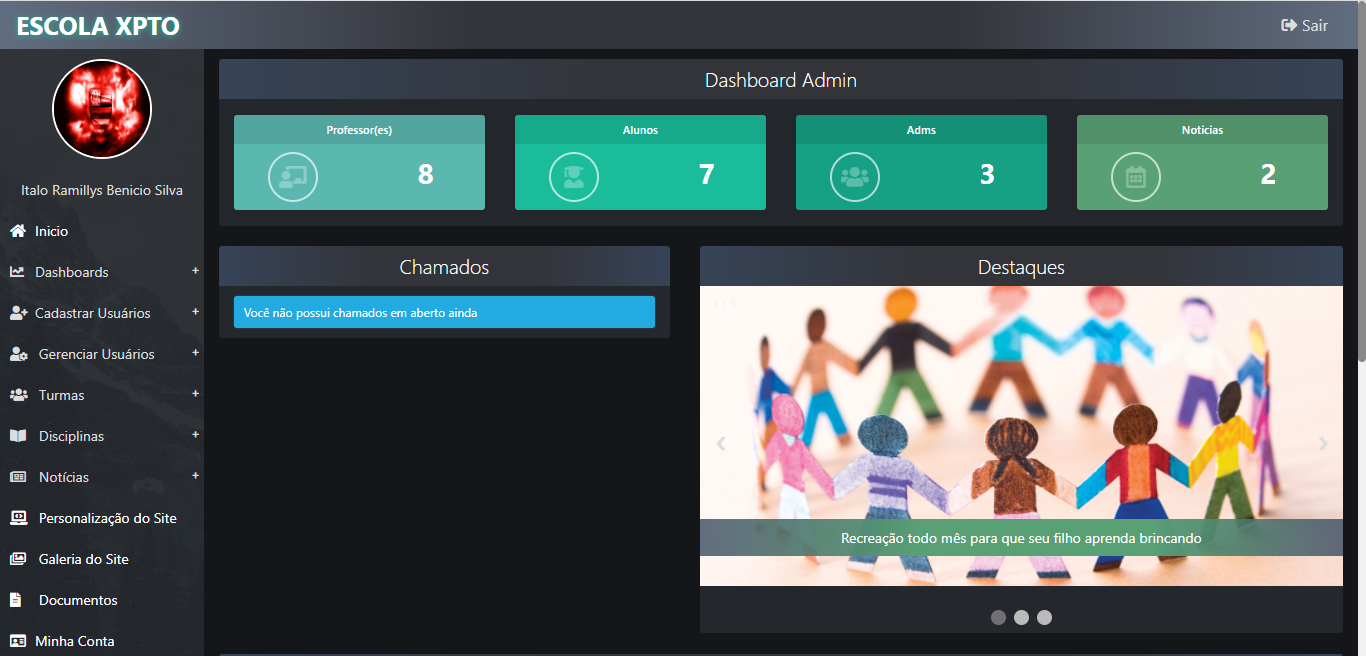 ESCOLA XPTO
Sair
Italo Ramillys Benicio Silva
Inicio
Dashboards +
Cadastrar Usuários +
Gerenciar Usuários +
Turmas +
Disciplinas +
Notícias +
Personalização do Site
Galeria do Site
Documentos
Minha Conta
Dashboard Admin
Professor(es)
8
Alunos
7
Adms
3
Noticias
2
Chamados
Você não possui chamados em aberto ainda
Destaques
1 / 3
Recreação todo mês para que seu filho aprenda brincando